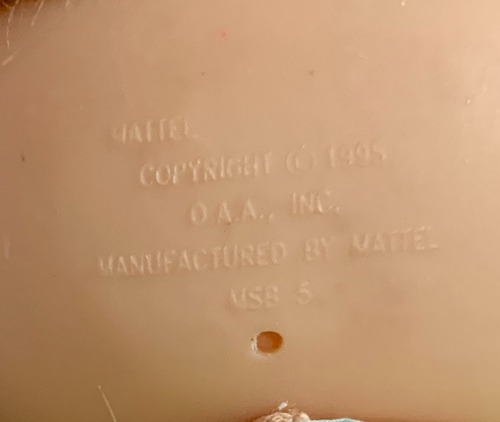 MATTEL
COPYRIGHT © 1995
O.A.A., INC.
MANUFACTURED BY MATTEL
MSB 5